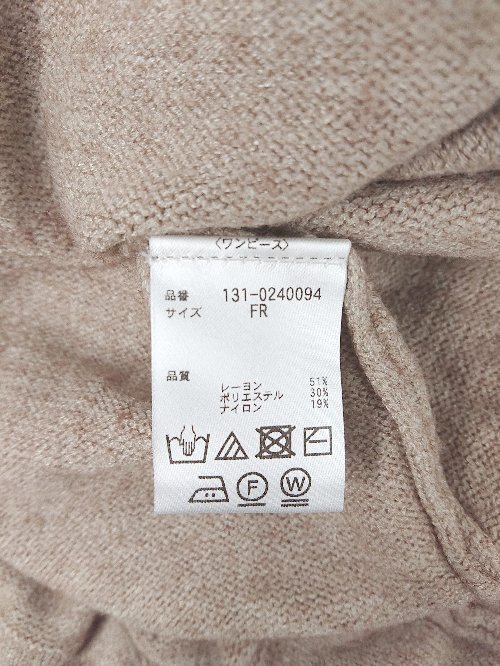 〈ワンピース〉
品番 131-0240094
サイズ FR
品質
レーヨン 51%
ポリエステル 30%
ナイロン 19%
F W